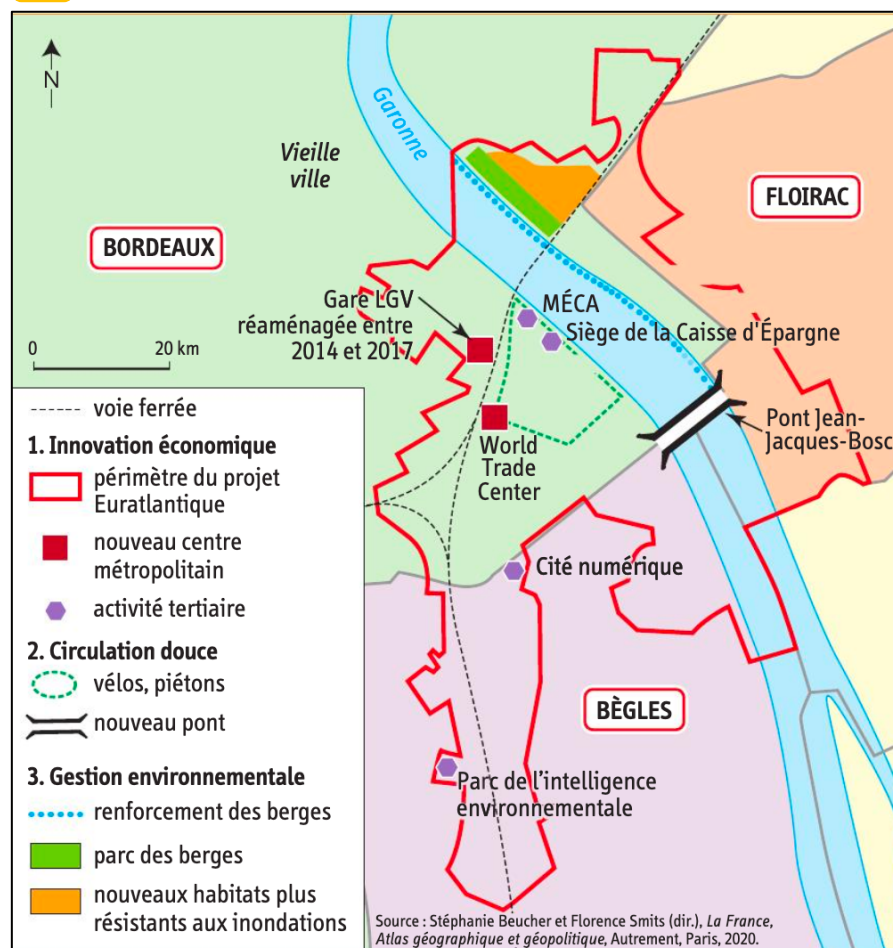 N
Garonne
Vieille
ville
BORDEAUX
FLOIRAC
Gare LGV
réaménagée entre
2014 et 2017
MÉCA
Siège de la Caisse d'Épargne
0 20 km
Pont Jean-
Jacques-Bosc
World
Trade
Center
Cité numérique
BÈGLES
Parc de l'intelligence
environnementale
voie ferrée
1. Innovation économique
périmètre du projet
Euratlantique
nouveau centre
métropolitain
activité tertiaire
2. Circulation douce
vélos, piétons
nouveau pont
3. Gestion environnementale
renforcement des berges
parc des berges
nouveaux habitats plus
résistants aux inondations
Source : Stéphanie Beucher et Florence Smits (dir.), La France,
Atlas géographique et géopolitique, Autrement, Paris, 2020.